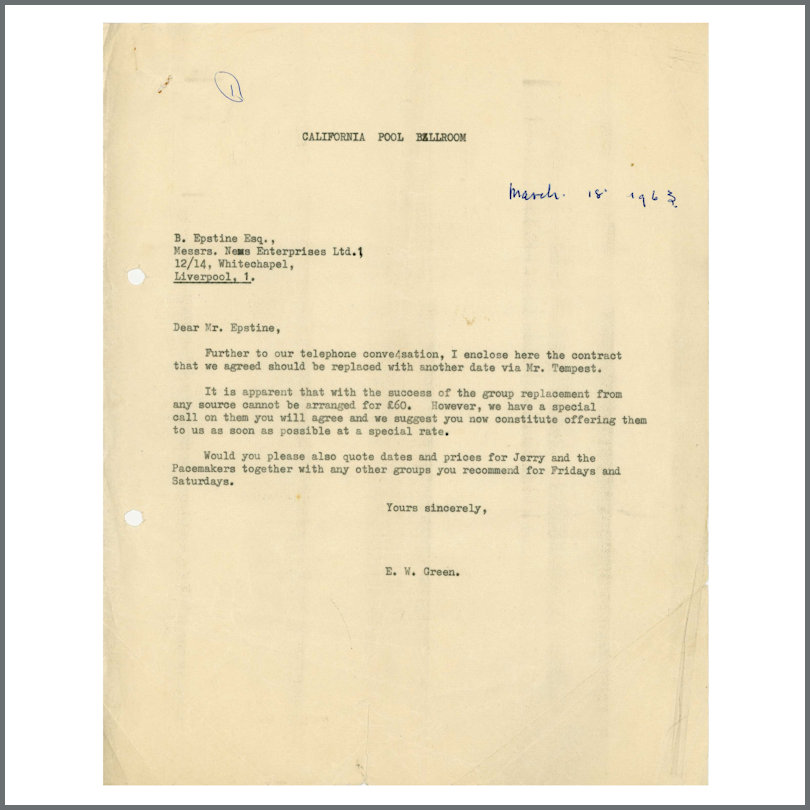 1
CALIFORNIA POOL BALLROOM
March 18 1963
B. Epstine Esq.,
Messrs. Nems Enterprises Ltd.,
12/14, Whitechapel,
Liverpool, 1.
Dear Mr. Epstine,
Further to our telephone conve4sation, I enclose here the contract
that we agreed should be replaced with another date via Mr. Tempest.
It is apparent that with the success of the group replacement from
any source cannot be arranged for £60. However, we have a special
call on them you will agree and we suggest you now constitute offering them
to us as soon as possible at a special rate.
Would you please also quote dates and prices for Jerry and the
Pacemakers together with any other groups you recommend for Fridays and
Saturdays.
Yours sincerely,
E. W. Green.